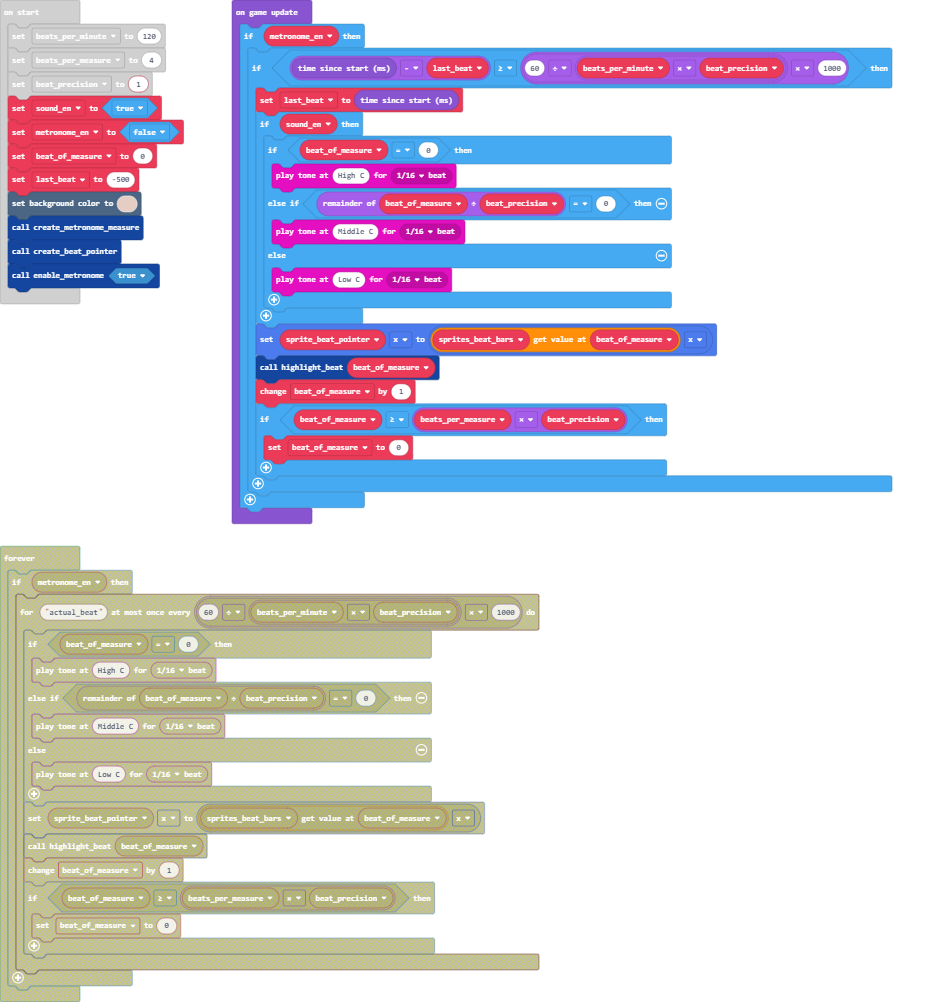 on start
set beats_per_minute to 120
set beats_per_measure to 4
set beat_precision to 1
set sound_en to true
set metronome_en to false
set beat_of_measure to 0
set last_beat to -500
set background color to
call create_metronome_measure
call create_beat_pointer
call enable_metronome true
on game update
if metronome_en then
if time since start (ms) - last_beat ≥ 60 ÷ beats_per_minute × beat_precision × 1000 then
set last_beat to time since start (ms)
if sound_en then
if beat_of_measure = 0 then
play tone at High C for 1/16 beat
else if remainder of beat_of_measure ÷ beat_precision = 0 then
play tone at Middle C for 1/16 beat
else
play tone at Low C for 1/16 beat
set sprite_beat_pointer x to sprites_beat_bars get value at beat_of_measure x
call highlight_beat beat_of_measure
change beat_of_measure by 1
if beat_of_measure ≥ beats_per_measure × beat_precision then
set beat_of_measure to 0
forever
if metronome_en then
for "actual_beat" at most once every 60 ÷ beats_per_minute × beat_precision × 1000 do
if beat_of_measure = 0 then
play tone at High C for 1/16 beat
else if remainder of beat_of_measure ÷ beat_precision = 0 then
play tone at Middle C for 1/16 beat
else
play tone at Low C for 1/16 beat
set sprite_beat_pointer x to sprites_beat_bars get value at beat_of_measure x
call highlight_beat beat_of_measure
change beat_of_measure by 1
if beat_of_measure ≥ beats_per_measure × beat_precision then
set beat_of_measure to 0